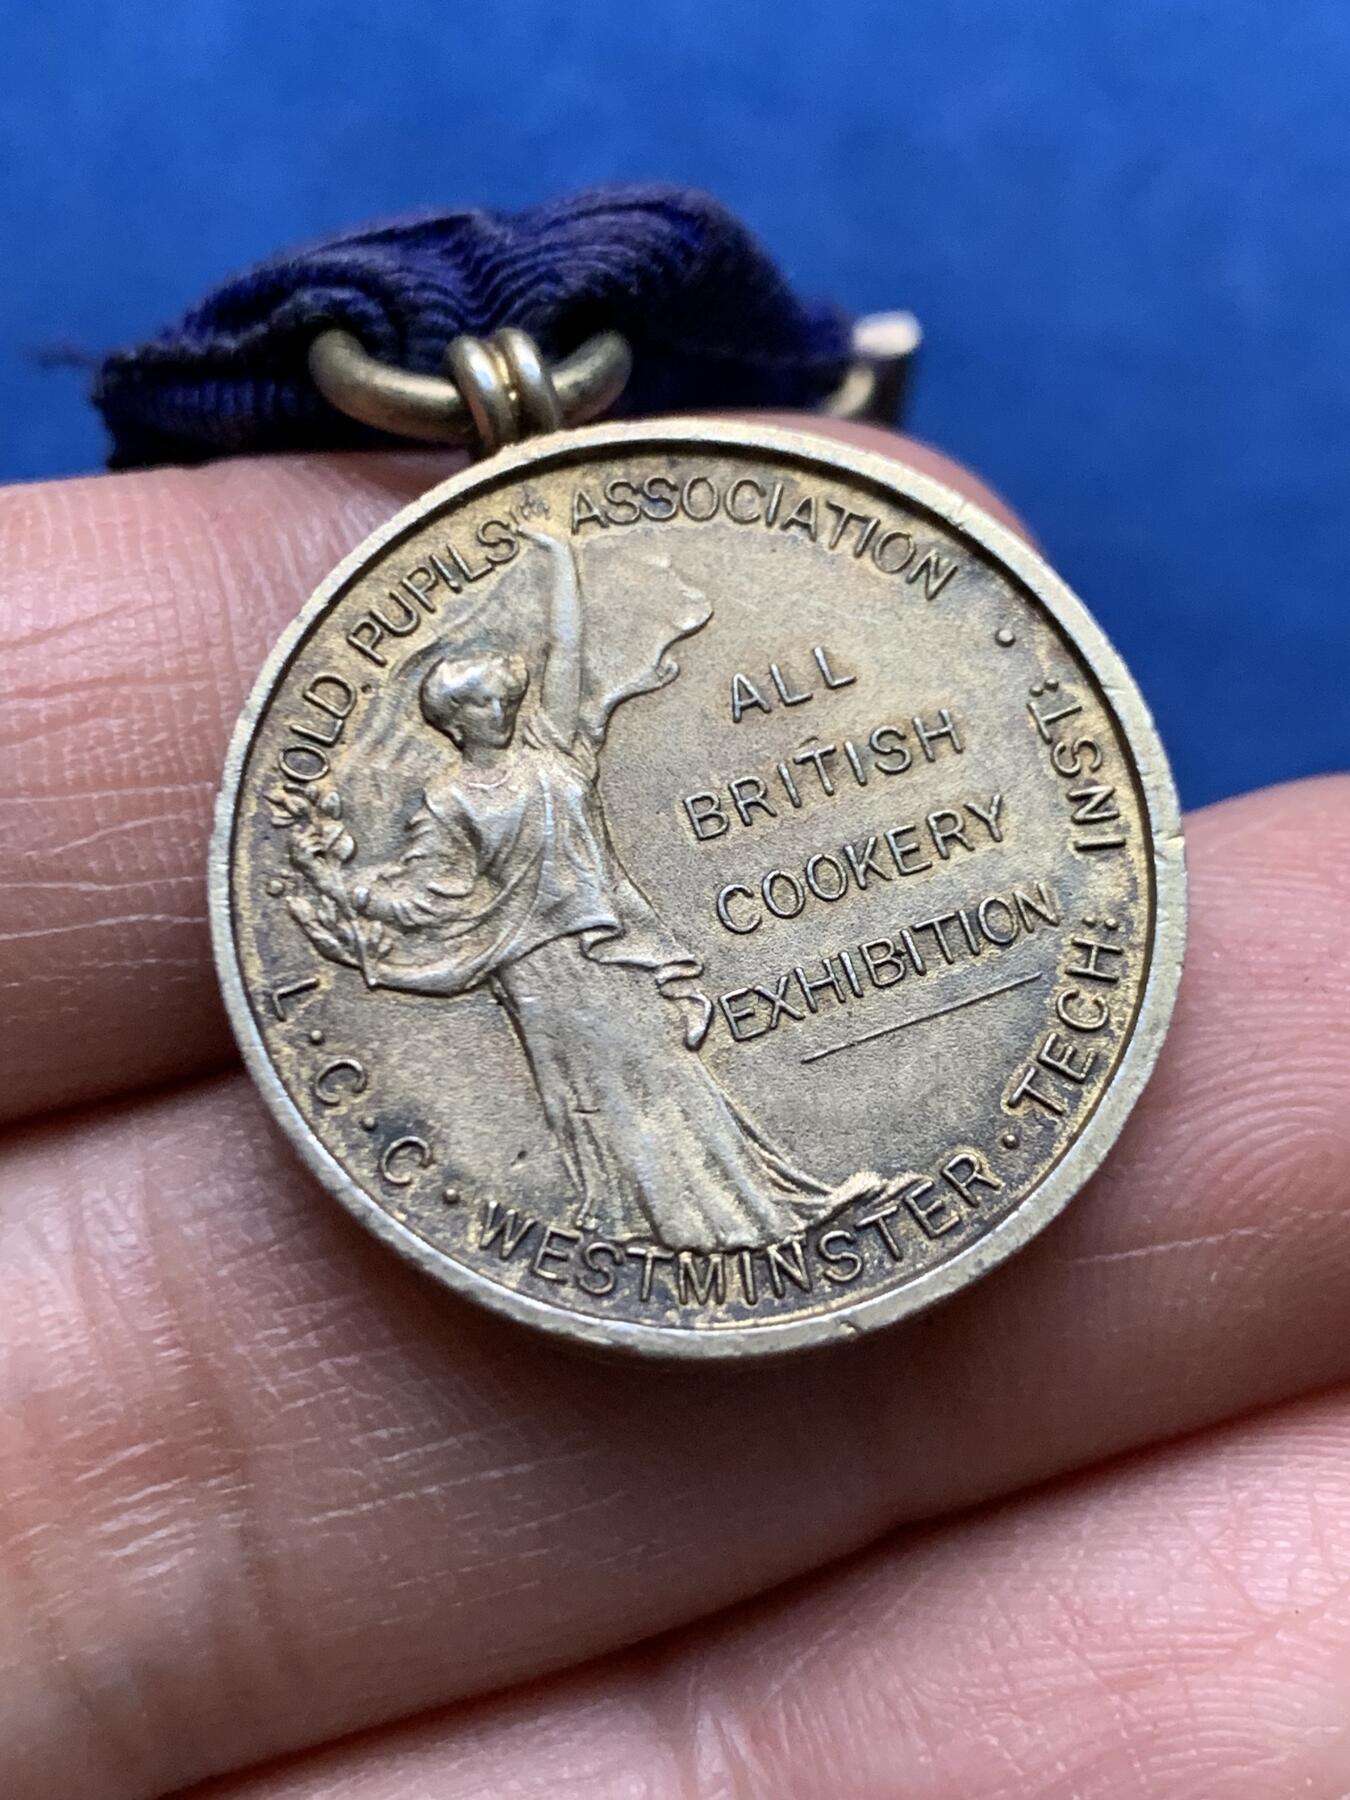 OLD PUPILS' ASSOCIATION
ALL
BRITISH
COOKERY
EXHIBITION
L·C·C·WESTMINSTER·TECH: INST: